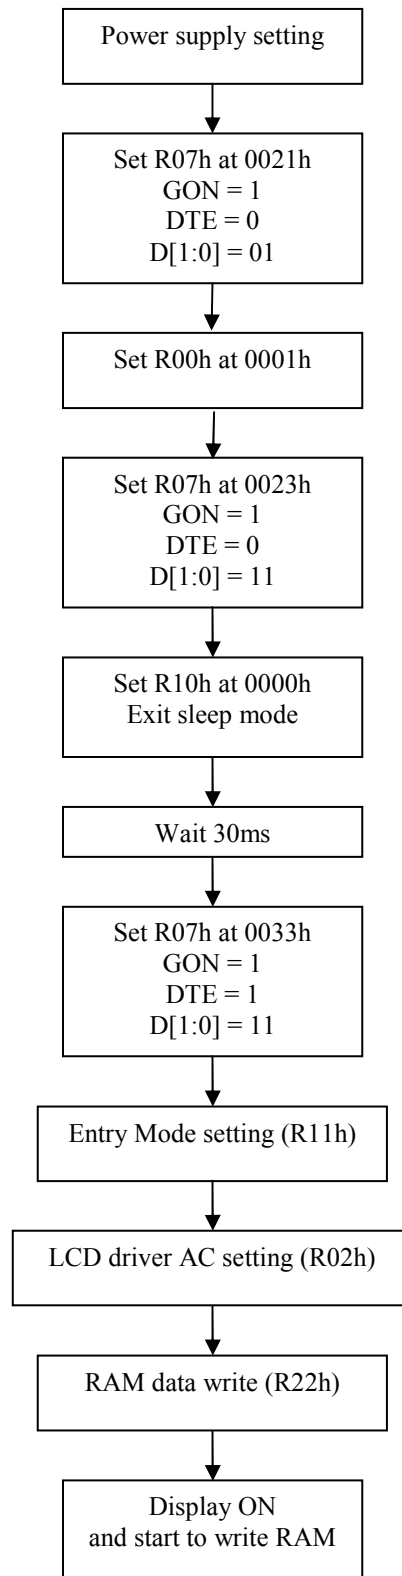 Power supply setting
Set R07h at 0021h
GON = 1
DTE = 0
D[1:0] = 01
Set R00h at 0001h
Set R07h at 0023h
GON = 1
DTE = 0
D[1:0] = 11
Set R10h at 0000h
Exit sleep mode
Wait 30ms
Set R07h at 0033h
GON = 1
DTE = 1
D[1:0] = 11
Entry Mode setting (R11h)
LCD driver AC setting (R02h)
RAM data write (R22h)
Display ON
and start to write RAM